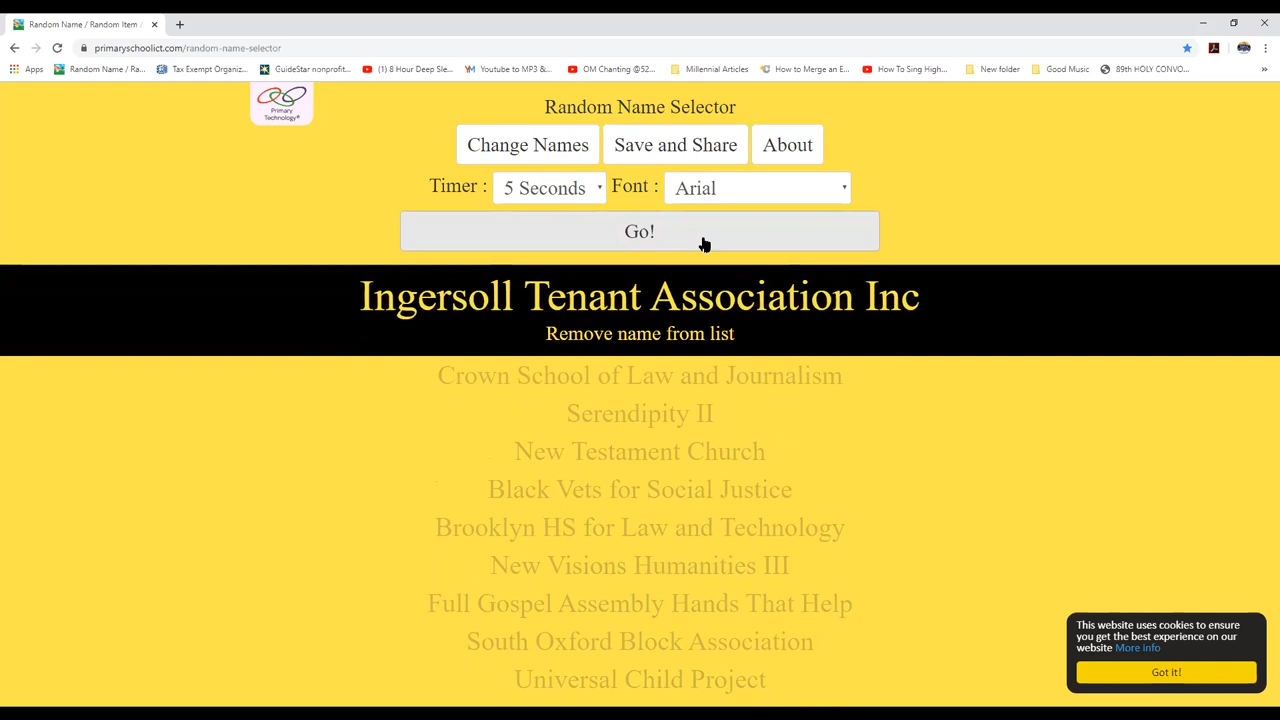 Random Name / Random Item /
primaryschoolict.com/random-name-selector
Apps
Random Name / Ra...
Tax Exempt Organiz...
GuideStar nonprofit...
(1) 8 Hour Deep Sle...
Youtube to MP3 &...
OM Chanting @52...
Millennial Articles
How to Merge an E...
How To Sing High...
New folder
Good Music
89th HOLY CONVO...
»
Primary
Technology®
Random Name Selector
Change Names
Save and Share
About
Timer :
5 Seconds
Font :
Arial
Go!
Ingersoll Tenant Association Inc
Remove name from list
Crown School of Law and Journalism
Serendipity II
New Testament Church
Black Vets for Social Justice
Brooklyn HS for Law and Technology
New Visions Humanities III
Full Gospel Assembly Hands That Help
South Oxford Block Association
Universal Child Project
This website uses cookies to ensure
you get the best experience on our
website More info
Got it!